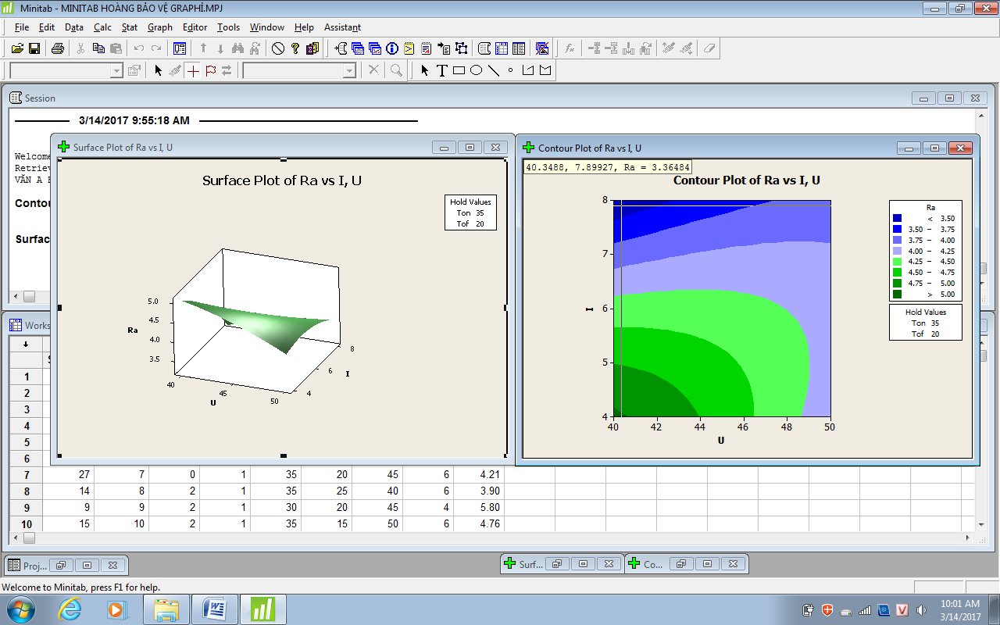 Minitab - MINITAB HOÀNG BẢO VỆ GRAPHỈ.MPJ
File Edit Data Calc Stat Graph Editor Tools Window Help Assistant
Session
3/14/2017 9:55:18 AM
Welcome
Retriev
VĂN A
Contou
Surfac
Surface Plot of Ra vs I, U
Surface Plot of Ra vs I, U
Hold Values
Ton 35
Tof 20
5.0
4.5
4.0
3.5
Ra
40
45
50
U
4
6
8
I
Contour Plot of Ra vs I, U
40.3488, 7.89927, Ra = 3.36484
Contour Plot of Ra vs I, U
8
7
6
5
4
I
40 42 44 46 48 50
U
Ra
< 3.50
3.50 – 3.75
3.75 – 4.00
4.00 – 4.25
4.25 – 4.50
4.50 – 4.75
4.75 – 5.00
> 5.00
Hold Values
Ton 35
Tof 20
Works
1
2
3
4
5
6
7 27 7 0 1 35 20 45 6 4.21
8 14 8 2 1 35 25 40 6 3.90
9 9 9 2 1 30 20 45 4 5.80
10 15 10 2 1 35 15 50 6 4.76
Proj...
Surf...
Co...
Welcome to Minitab, press F1 for help.
10:01 AM
3/14/2017